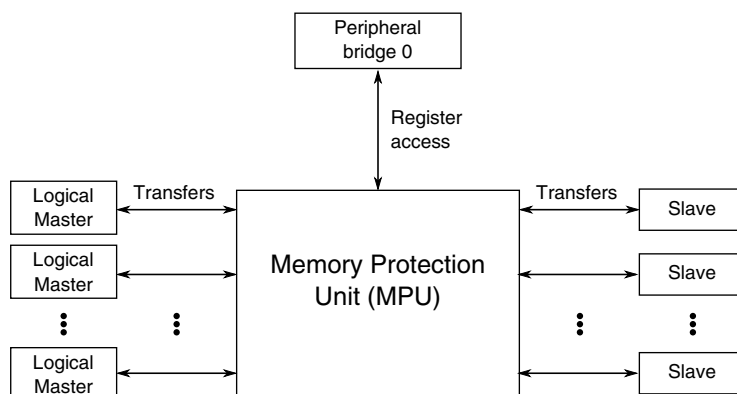 Peripheral
bridge 0
Register
access
Logical
Master
Transfers
Transfers
Slave
Logical
Master
Memory Protection
Unit (MPU)
Slave
Logical
Master
Slave